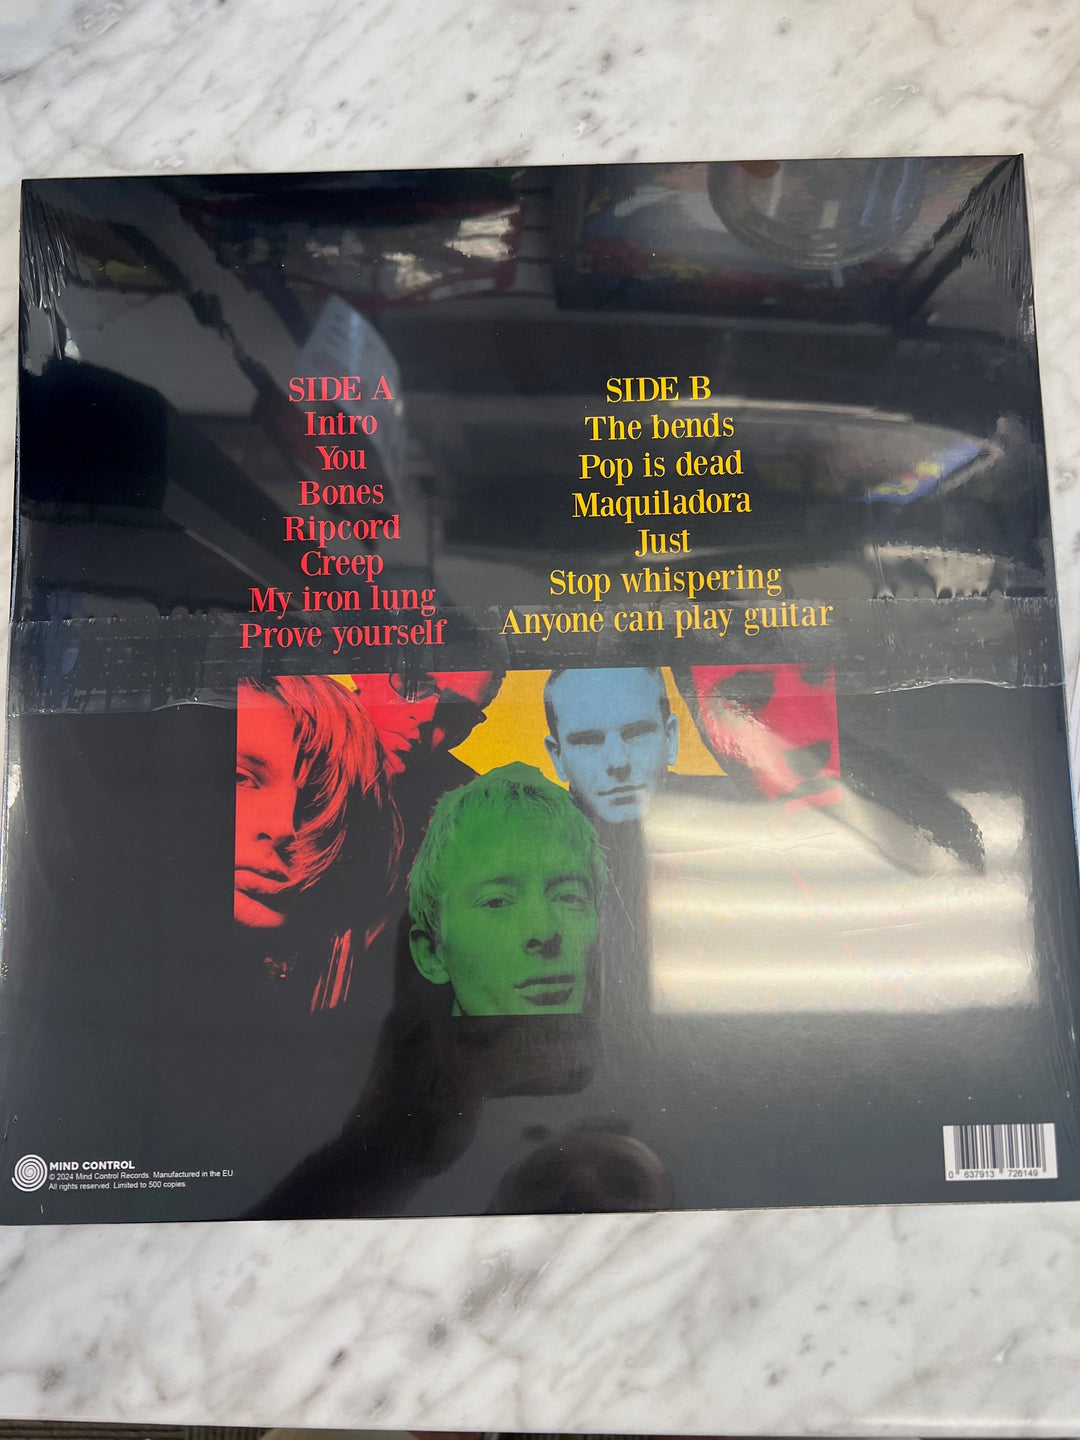 SIDE A
Intro
You
Bones
Ripcord
Creep
My iron lung
Prove yourself
SIDE B
The bends
Pop is dead
Maquiladora
Just
Stop whispering
Anyone can play guitar
MIND CONTROL
© 2024 Mind Control Records. Manufactured in the EU.
All rights reserved. Limited to 500 copies.
0 637913 726149